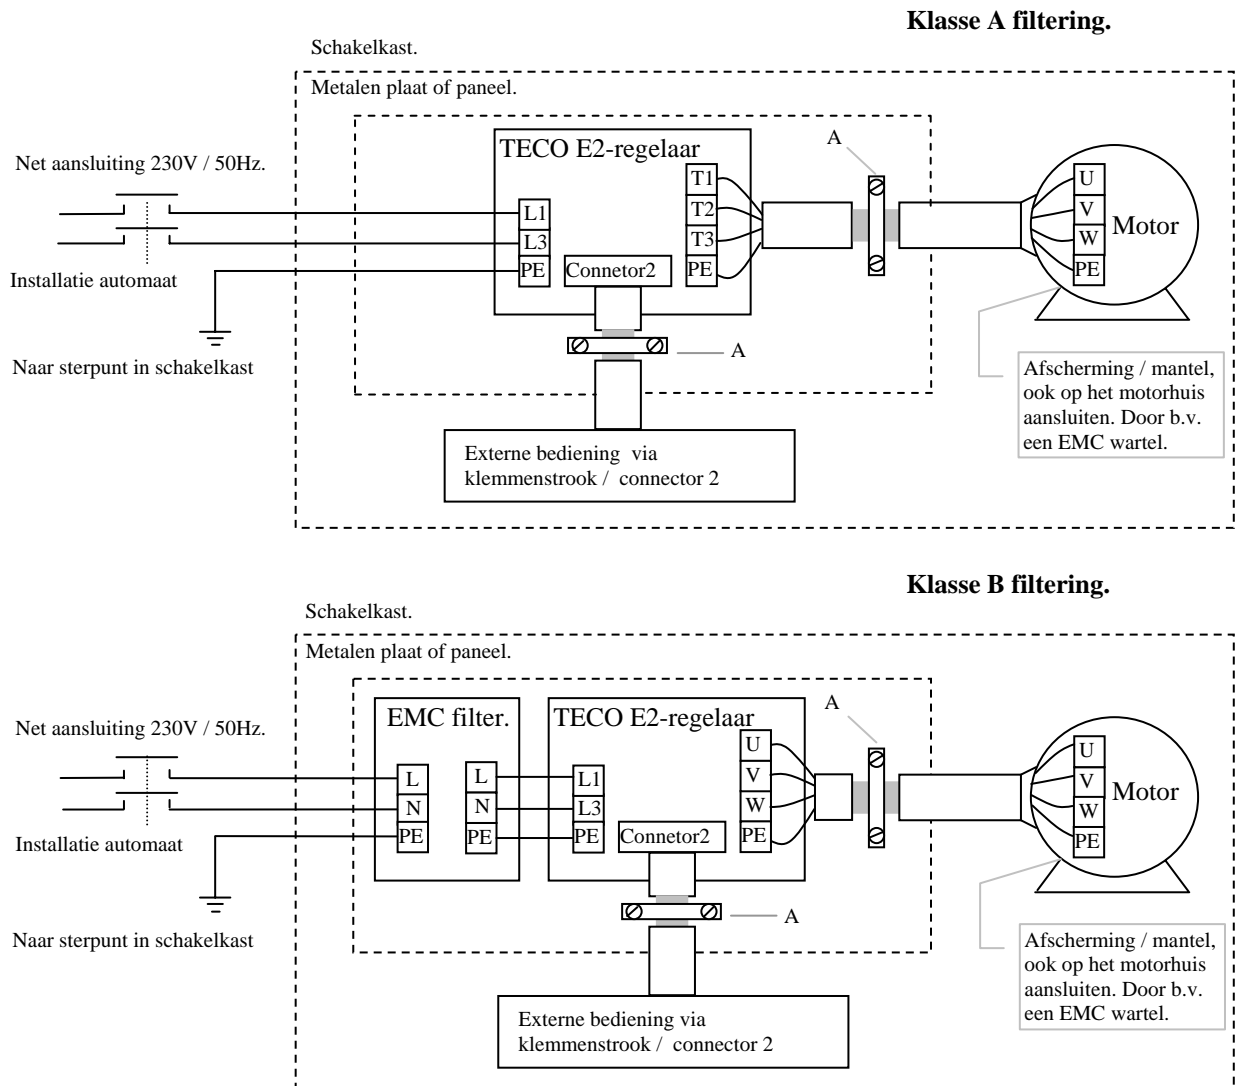 Klasse A filtering.
Schakelkast.
Metalen plaat of paneel.
TECO E2-regelaar
A
Net aansluiting 230V / 50Hz.
T1
U
L1
T2
V
Motor
L3
T3
W
PE
Connetor2
PE
PE
Installatie automaat
A
Naar sterpunt in schakelkast
Afscherming / mantel,
ook op het motorhuis
aansluiten. Door b.v.
een EMC wartel.
Externe bediening via
klemmenstrook / connector 2
Klasse B filtering.
Schakelkast.
Metalen plaat of paneel.
EMC filter.
TECO E2-regelaar
A
Net aansluiting 230V / 50Hz.
U
U
L
L
L1
V
V
Motor
N
N
L3
W
W
PE
PE
PE
Connetor2
PE
PE
Installatie automaat
A
Naar sterpunt in schakelkast
Afscherming / mantel,
ook op het motorhuis
aansluiten. Door b.v.
een EMC wartel.
Externe bediening via
klemmenstrook / connector 2